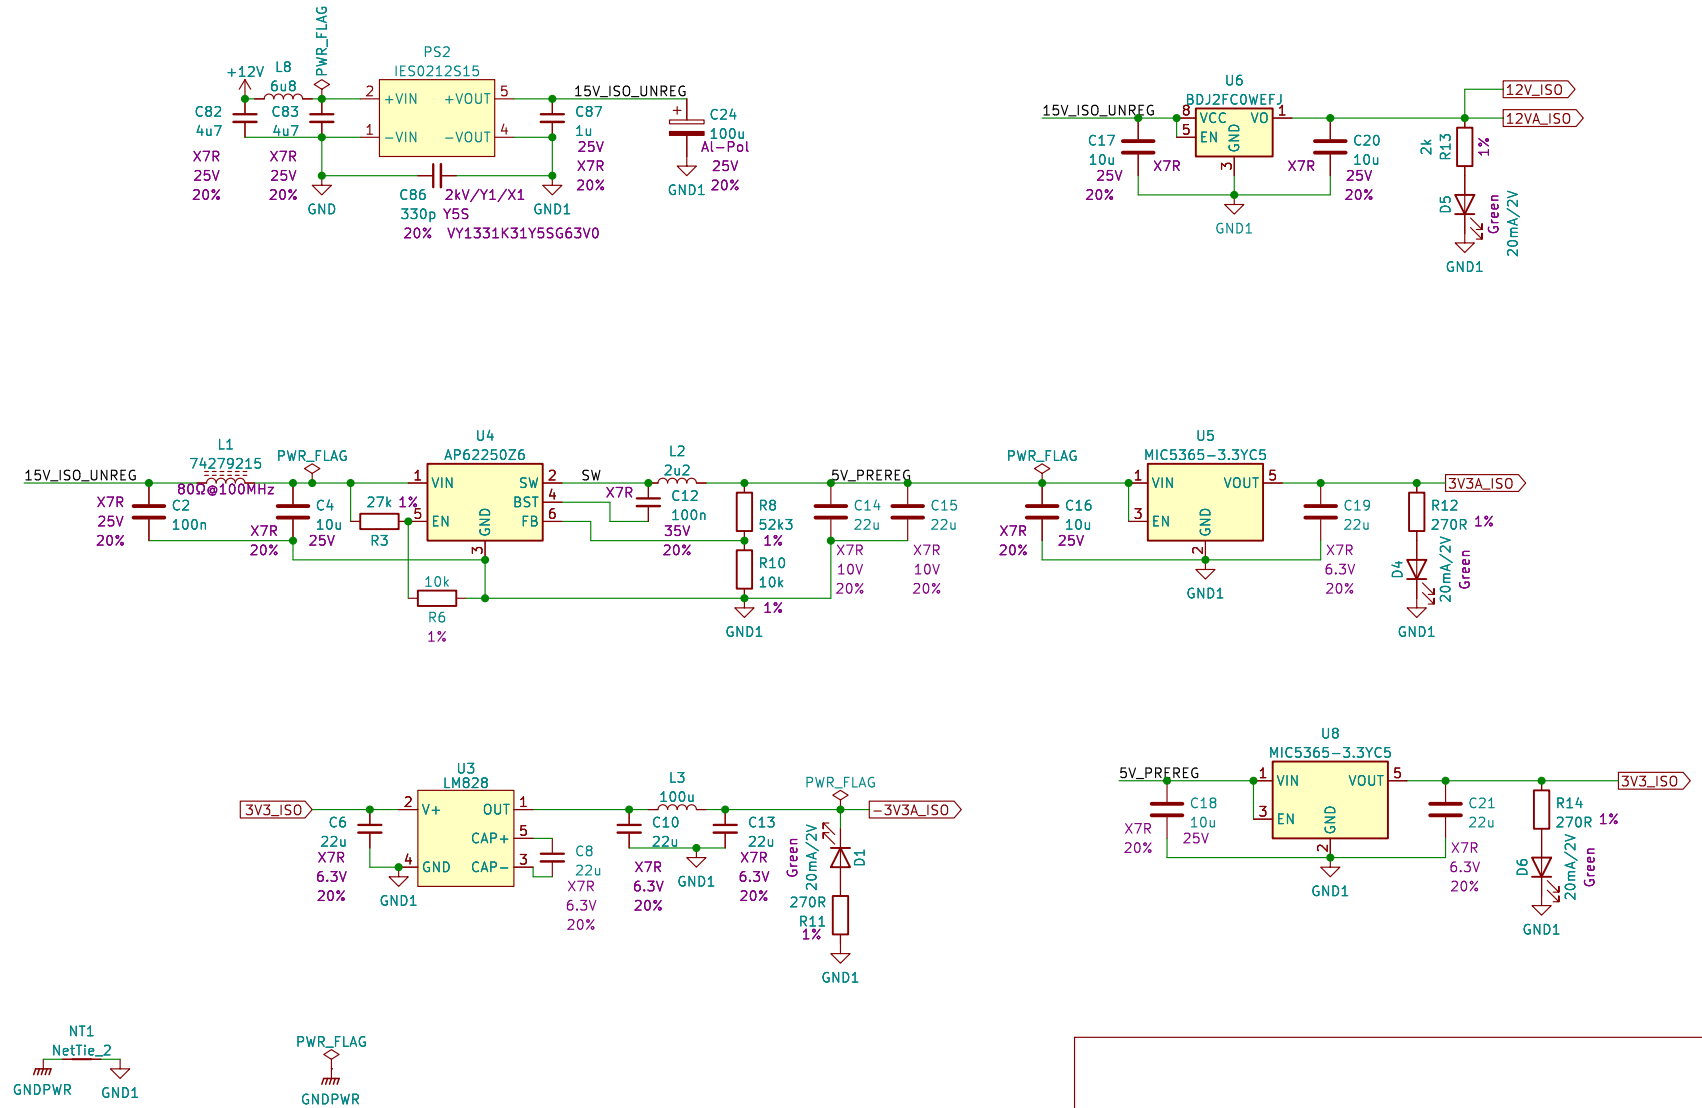 PS2
IES0212S15
+12V
L8
6u8
PWR_FLAG
C82
4u7
X7R
25V
20%
C83
4u7
X7R
25V
20%
2
+VIN
+VOUT
5
1
-VIN
-VOUT
4
15V_ISO_UNREG
C87
1u
25V
X7R
20%
C24
100u
Al-Pol
25V
20%
+
GND1
GND
C86
330p
2kV/Y1/X1
Y5S
20%
VY1331K31Y5SG63V0
GND1
U6
BDJ2FC0WEFJ
15V_ISO_UNREG
8
VCC
VO
1
5
EN
GND
3
C17
10u
25V
20%
X7R
X7R
C20
10u
25V
20%
GND1
12V_ISO
12VA_ISO
2k
R13
1%
D5
Green
20mA/2V
GND1
15V_ISO_UNREG
L1
74279215
80Ω@100MHz
PWR_FLAG
X7R
25V
20%
C2
100n
X7R
20%
C4
10u
25V
27k
1%
R3
U4
AP62250Z6
1
VIN
SW
2
BST
4
5
EN
FB
6
GND
3
10k
R6
1%
SW
X7R
C12
100n
35V
20%
L2
2u2
R8
52k3
1%
R10
10k
1%
GND1
5V_PREREG
C14
22u
X7R
10V
20%
C15
22u
X7R
10V
20%
PWR_FLAG
C16
10u
25V
X7R
20%
U5
MIC5365-3.3YC5
1
VIN
VOUT
5
3
EN
GND
2
GND1
C19
22u
X7R
6.3V
20%
3V3A_ISO
R12
270R
1%
D4
20mA/2V
Green
GND1
3V3_ISO
C6
22u
X7R
6.3V
20%
U3
LM828
2
V+
OUT
1
CAP+
5
4
GND
CAP-
3
GND1
C8
22u
X7R
6.3V
20%
L3
100u
C10
22u
X7R
6.3V
20%
C13
22u
X7R
6.3V
20%
GND1
PWR_FLAG
-3V3A_ISO
Green
20mA/2V
D1
270R
R11
1%
GND1
5V_PREREG
U8
MIC5365-3.3YC5
1
VIN
VOUT
5
3
EN
GND
2
GND1
C18
10u
25V
X7R
20%
C21
22u
X7R
6.3V
20%
3V3_ISO
R14
270R
1%
D6
20mA/2V
Green
GND1
NT1
NetTie_2
GNDPWR
GND1
PWR_FLAG
GNDPWR